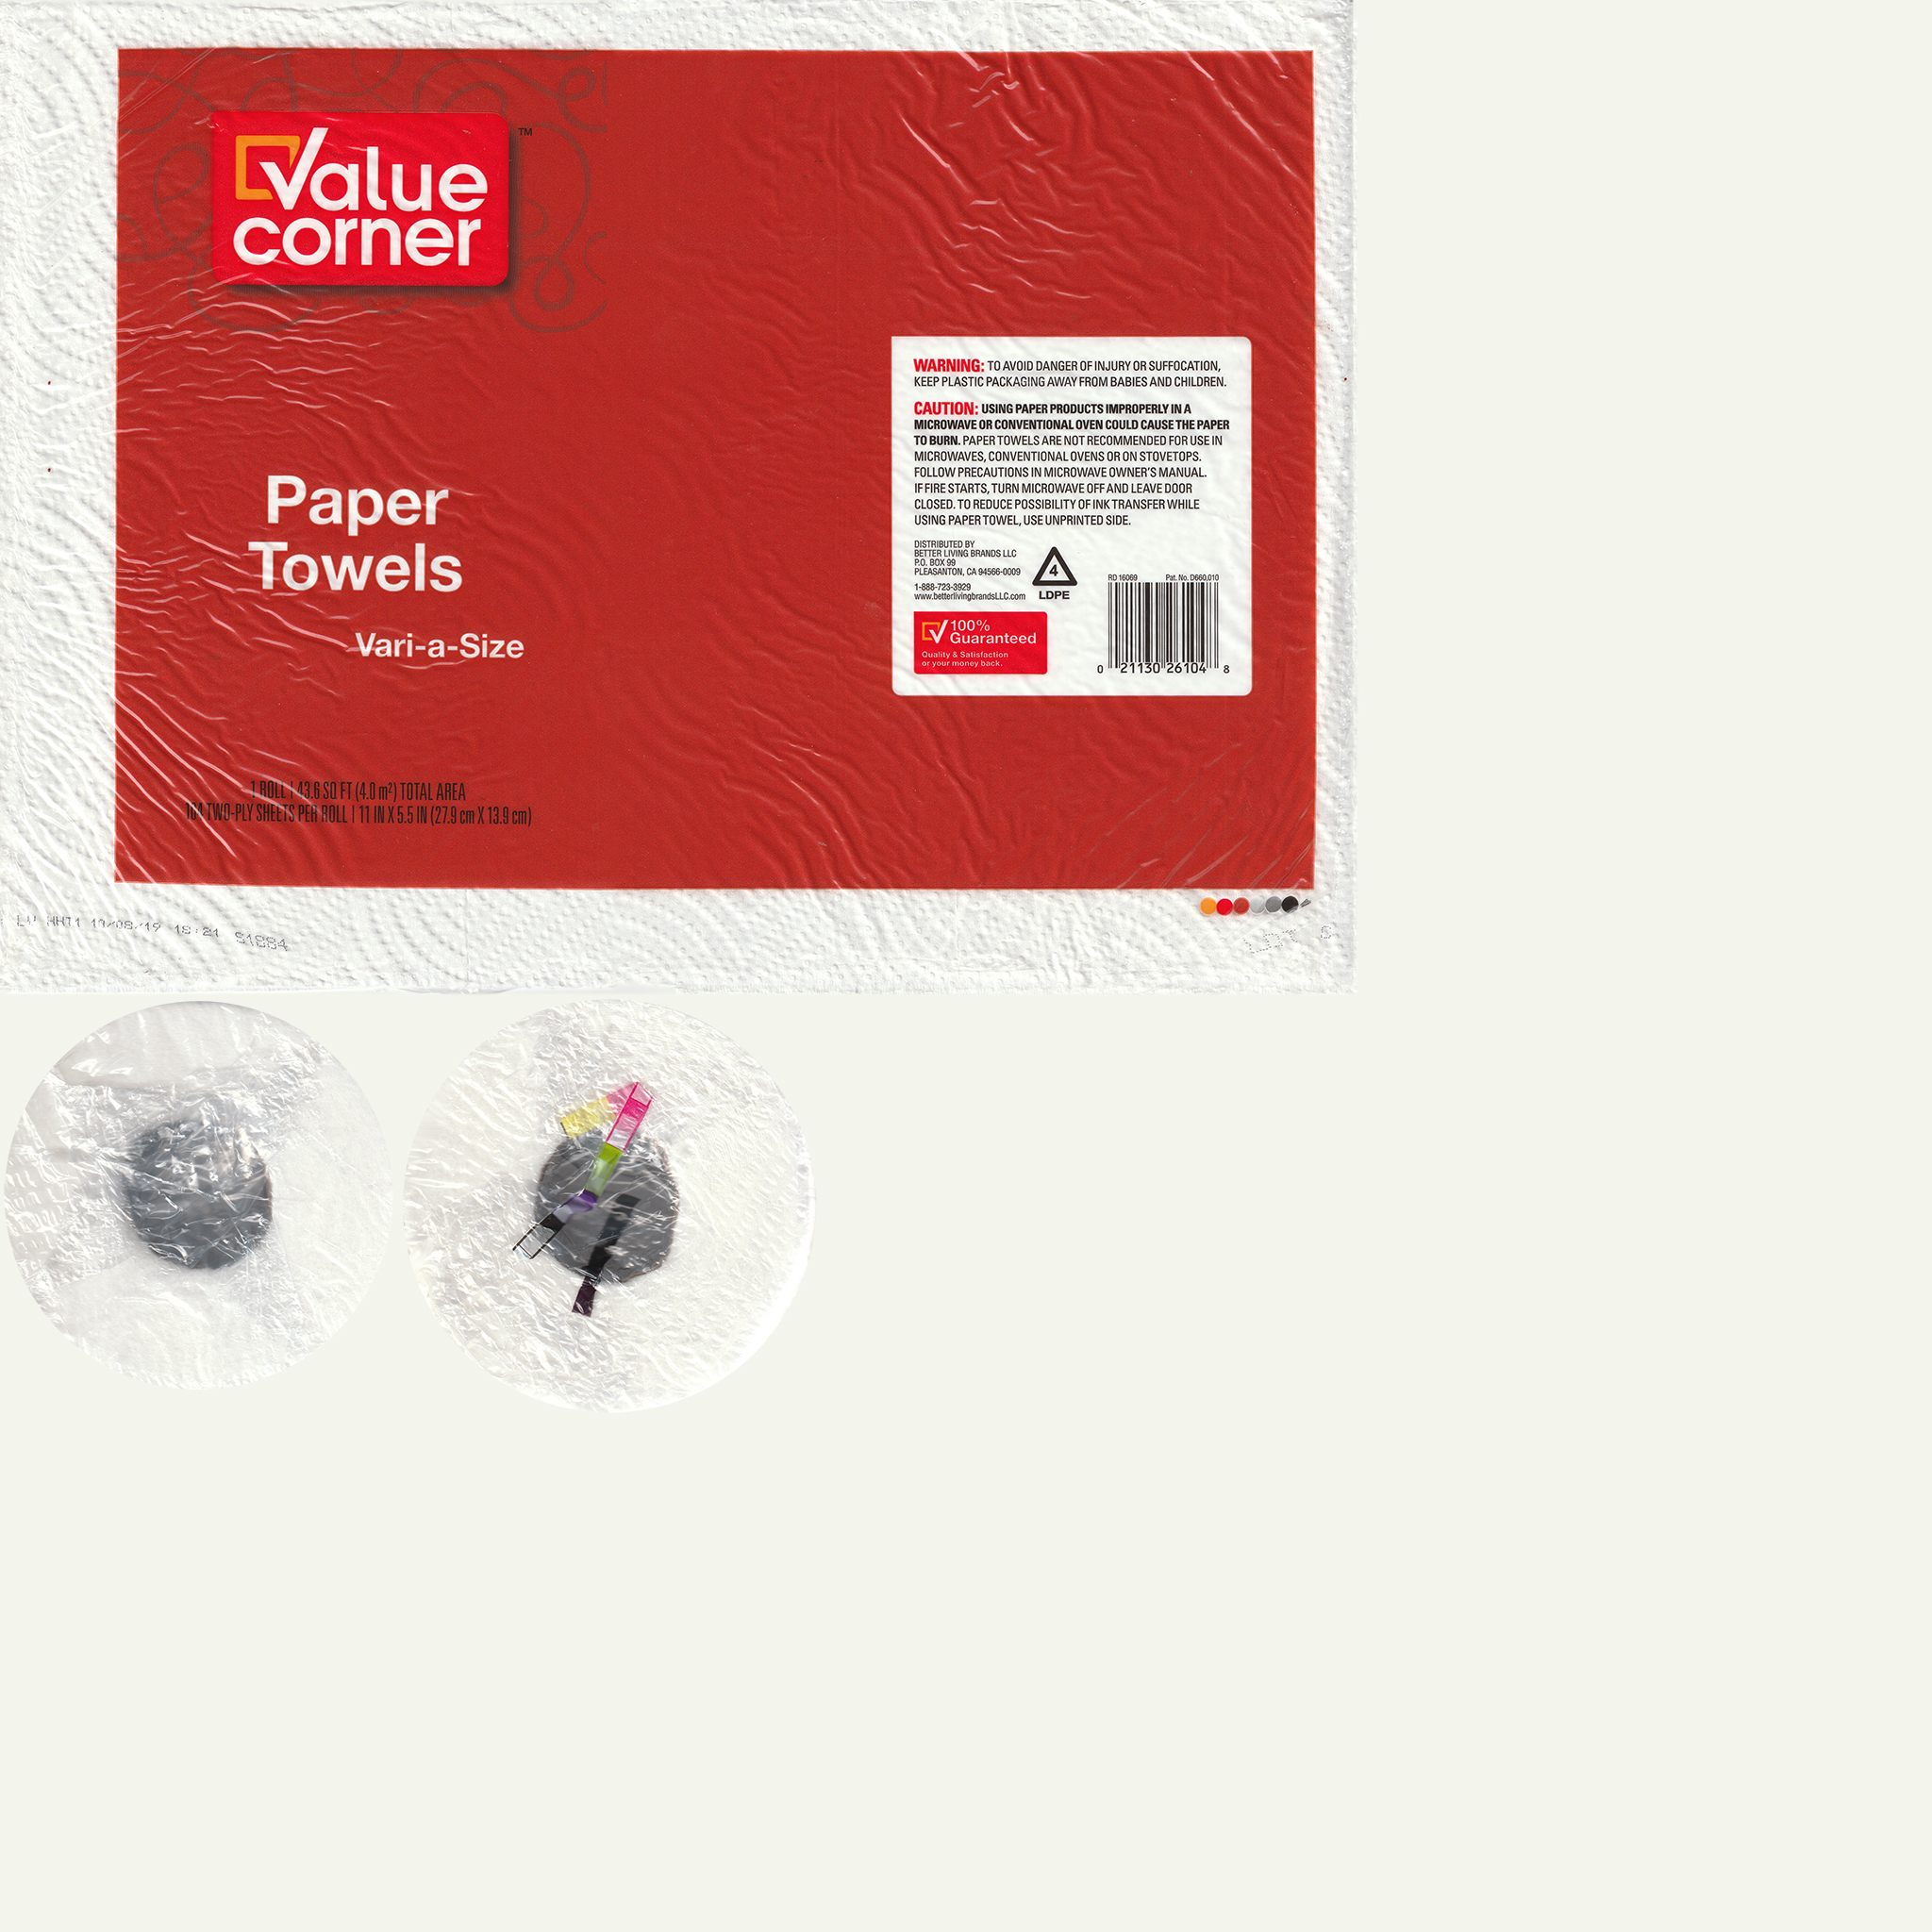 Value
corner
TM
Paper
Towels
Vari-a-Size
1 ROLL | 43.6 SQ FT (4.0 m²) TOTAL AREA
104 TWO-PLY SHEETS PER ROLL | 11 IN X 5.5 IN (27.9 cm X 13.9 cm)
WARNING: TO AVOID DANGER OF INJURY OR SUFFOCATION,
KEEP PLASTIC PACKAGING AWAY FROM BABIES AND CHILDREN.
CAUTION: USING PAPER PRODUCTS IMPROPERLY IN A
MICROWAVE OR CONVENTIONAL OVEN COULD CAUSE THE PAPER
TO BURN. PAPER TOWELS ARE NOT RECOMMENDED FOR USE IN
MICROWAVES, CONVENTIONAL OVENS OR ON STOVETOPS.
FOLLOW PRECAUTIONS IN MICROWAVE OWNER'S MANUAL.
IF FIRE STARTS, TURN MICROWAVE OFF AND LEAVE DOOR
CLOSED. TO REDUCE POSSIBILITY OF INK TRANSFER WHILE
USING PAPER TOWEL, USE UNPRINTED SIDE.
DISTRIBUTED BY
BETTER LIVING BRANDS LLC
P.O. BOX 99
PLEASANTON, CA 94566-0009
1-888-723-3929
www.betterlivingbrandsLLC.com
4
LDPE
RD 16069 Pat. No. D660,010
0 21130 26104 8
100%
Guaranteed
Quality & Satisfaction
or your money back.
18:21 S1884
LOT